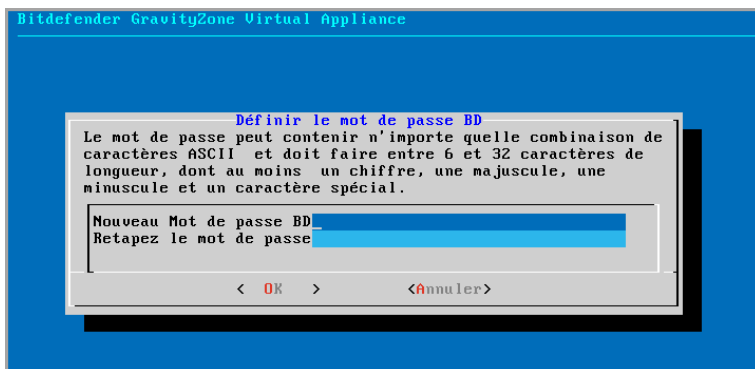 Bitdefender GravityZone Virtual Appliance
Définir le mot de passe BD
Le mot de passe peut contenir n'importe quelle combinaison de
caractères ASCII et doit faire entre 6 et 32 caractères de
longueur, dont au moins un chiffre, une majuscule, une
minuscule et un caractère spécial.
Nouveau Mot de passe BD
Retapez le mot de passe
< OK > <Annuler>